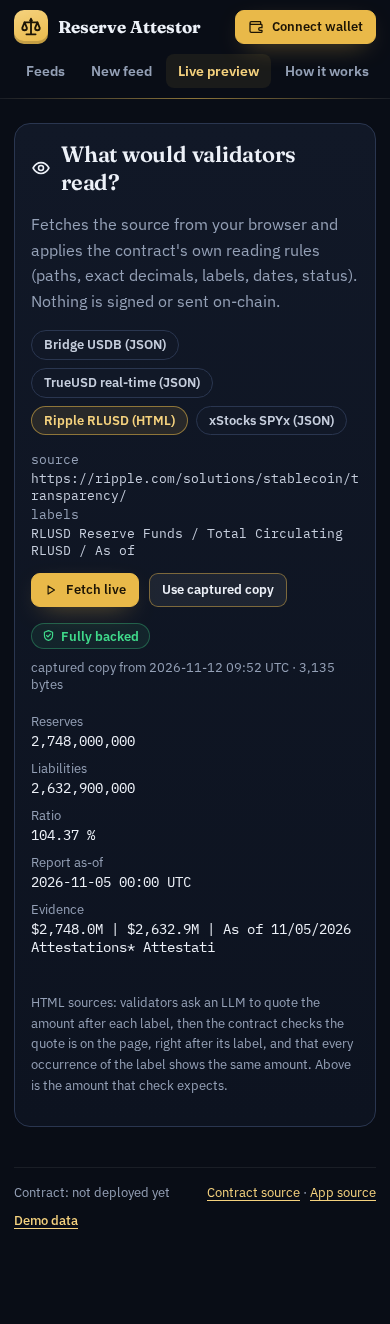 Reserve Attestor
Connect wallet
Feeds
New feed
Live preview
How it works
What would validators
read?
Fetches the source from your browser and
applies the contract's own reading rules
(paths, exact decimals, labels, dates, status).
Nothing is signed or sent on-chain.
Bridge USDB (JSON)
TrueUSD real-time (JSON)
Ripple RLUSD (HTML)
xStocks SPYx (JSON)
source
https://ripple.com/solutions/stablecoin/t
ransparency/
labels
RLUSD Reserve Funds / Total Circulating
RLUSD / As of
Fetch live
Use captured copy
Fully backed
captured copy from 2026-11-12 09:52 UTC · 3,135
bytes
Reserves
2,748,000,000
Liabilities
2,632,900,000
Ratio
104.37 %
Report as-of
2026-11-05 00:00 UTC
Evidence
$2,748.0M | $2,632.9M | As of 11/05/2026
Attestations* Attestati
HTML sources: validators ask an LLM to quote the
amount after each label, then the contract checks the
quote is on the page, right after its label, and that every
occurrence of the label shows the same amount. Above
is the amount that check expects.
Contract: not deployed yet
Contract source · App source
Demo data